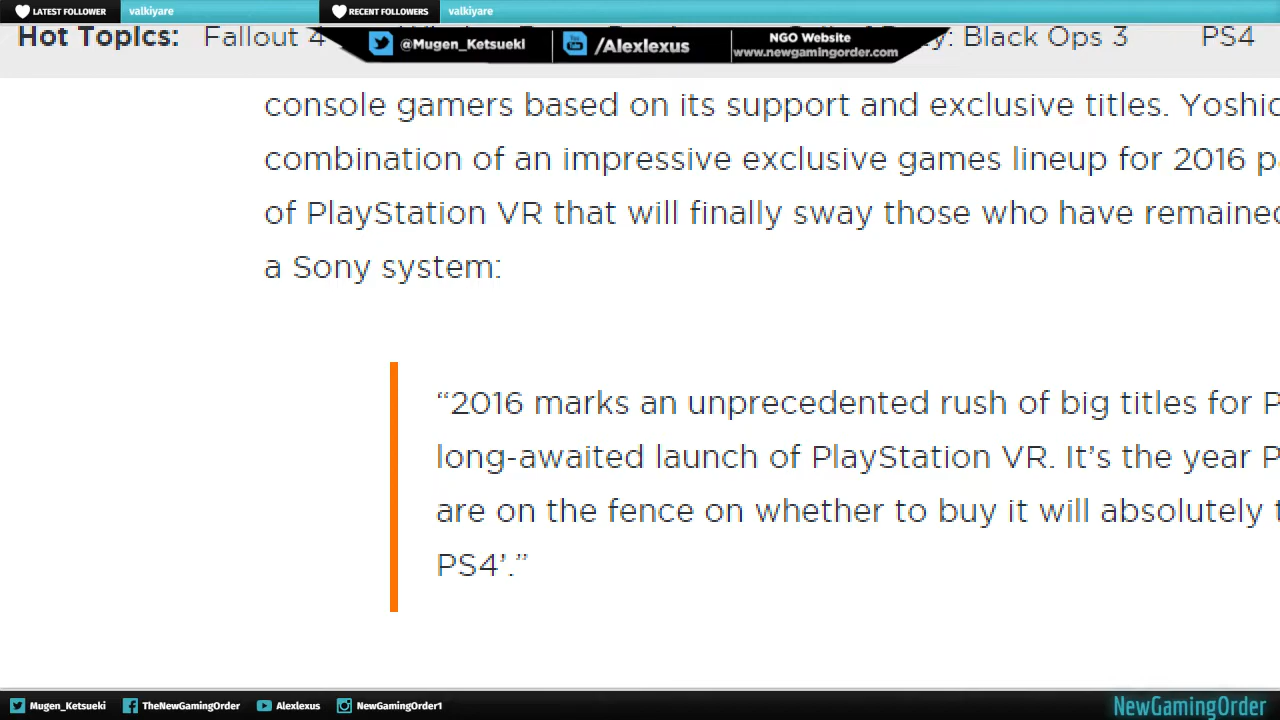 LATEST FOLLOWER valkiyare RECENT FOLLOWERS valkiyare
Hot Topics: Fallout 4 Black Ops 3 PS4
@Mugen_Ketsueki /Alexlexus NGO Website
www.newgamingorder.com
console gamers based on its support and exclusive titles.
combination of an impressive exclusive games lineup for 2016
of PlayStation VR that will finally sway those who have remained
a Sony system:
“2016 marks an unprecedented rush of big titles for
long-awaited launch of PlayStation VR. It’s the year
are on the fence on whether to buy it will absolutely
PS4’.”
Mugen_Ketsueki TheNewGamingOrder Alexlexus NewGamingOrder1 NewGamingOrder